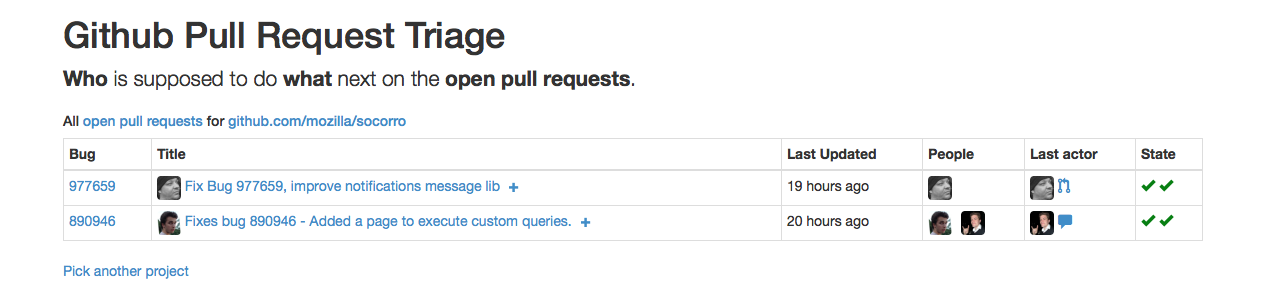 Github Pull Request Triage
Who is supposed to do what next on the open pull requests.
All open pull requests for github.com/mozilla/socorro
Bug Title Last Updated People Last actor State
977659 Fix Bug 977659, improve notifications message lib 19 hours ago
890946 Fixes bug 890946 - Added a page to execute custom queries. 20 hours ago
Pick another project